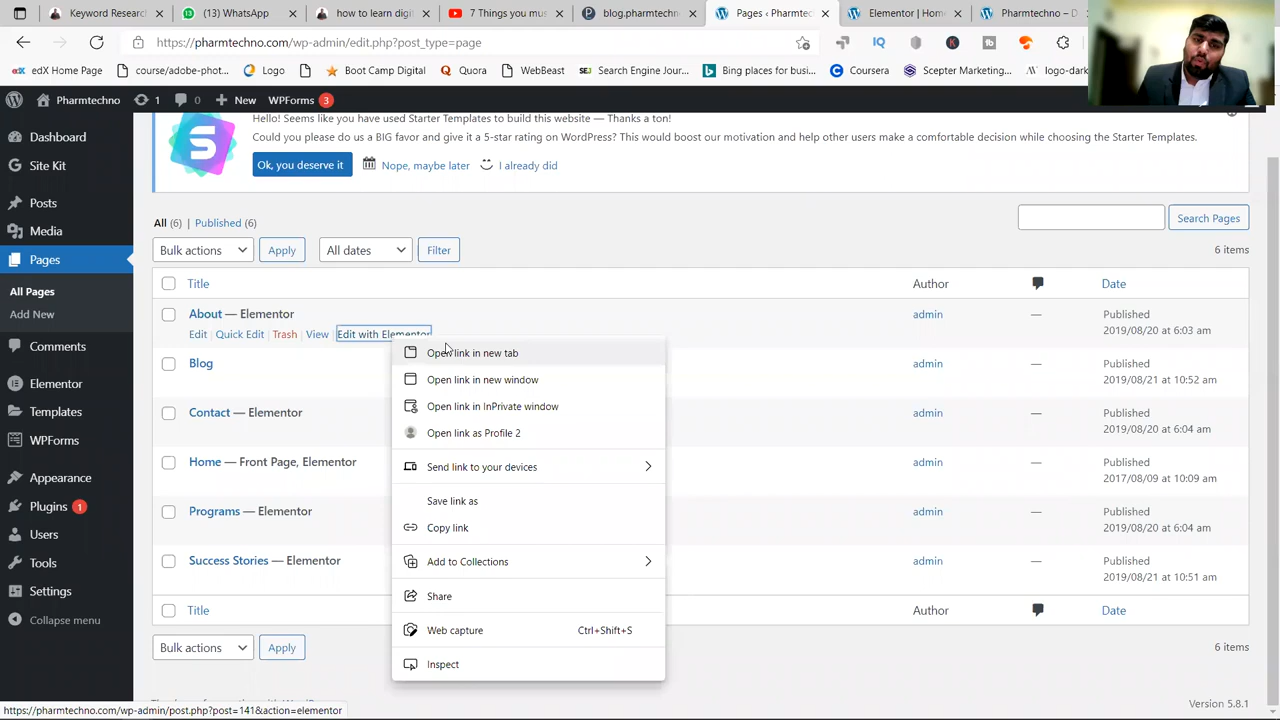 Keyword Research
(13) WhatsApp
how to learn digi
7 Things you mus
blog.pharmtechno
Pages ‹ Pharmtec
Elementor | Home
Pharmtechno – D
https://pharmtechno.com/wp-admin/edit.php?post_type=page
edX Home Page
course/adobe-phot...
Logo
Boot Camp Digital
Quora
WebBeast
Search Engine Jour...
Bing places for busi...
Coursera
Scepter Marketing...
logo-dark
Pharmtechno
1
0
New
WPForms 3
Dashboard
Site Kit
Posts
Media
Pages
All Pages
Add New
Comments
Elementor
Templates
WPForms
Appearance
Plugins 1
Users
Tools
Settings
Collapse menu
Hello! Seems like you have used Starter Templates to build this website — Thanks a ton!
Could you please do us a BIG favor and give it a 5-star rating on WordPress? This would boost our motivation and help other users make a comfortable decision while choosing the Starter Templates.
Ok, you deserve it
Nope, maybe later
I already did
All (6) | Published (6)
Search Pages
Bulk actions
Apply
All dates
Filter
6 items
Title
Author
Date
About — Elementor
admin
—
Published
2019/08/20 at 6:03 am
Edit | Quick Edit | Trash | View | Edit with Elementor
Blog
admin
—
Published
2019/08/21 at 10:52 am
Contact — Elementor
admin
—
Published
2019/08/20 at 6:04 am
Home — Front Page, Elementor
admin
—
Published
2017/08/09 at 10:09 am
Programs — Elementor
admin
—
Published
2019/08/20 at 6:04 am
Success Stories — Elementor
admin
—
Published
2019/08/21 at 10:51 am
Title
Author
Date
Bulk actions
Apply
6 items
Open link in new tab
Open link in new window
Open link in InPrivate window
Open link as Profile 2
Send link to your devices
Save link as
Copy link
Add to Collections
Share
Web capture Ctrl+Shift+S
Inspect
Version 5.8.1
https://pharmtechno.com/wp-admin/post.php?post=141&action=elementor